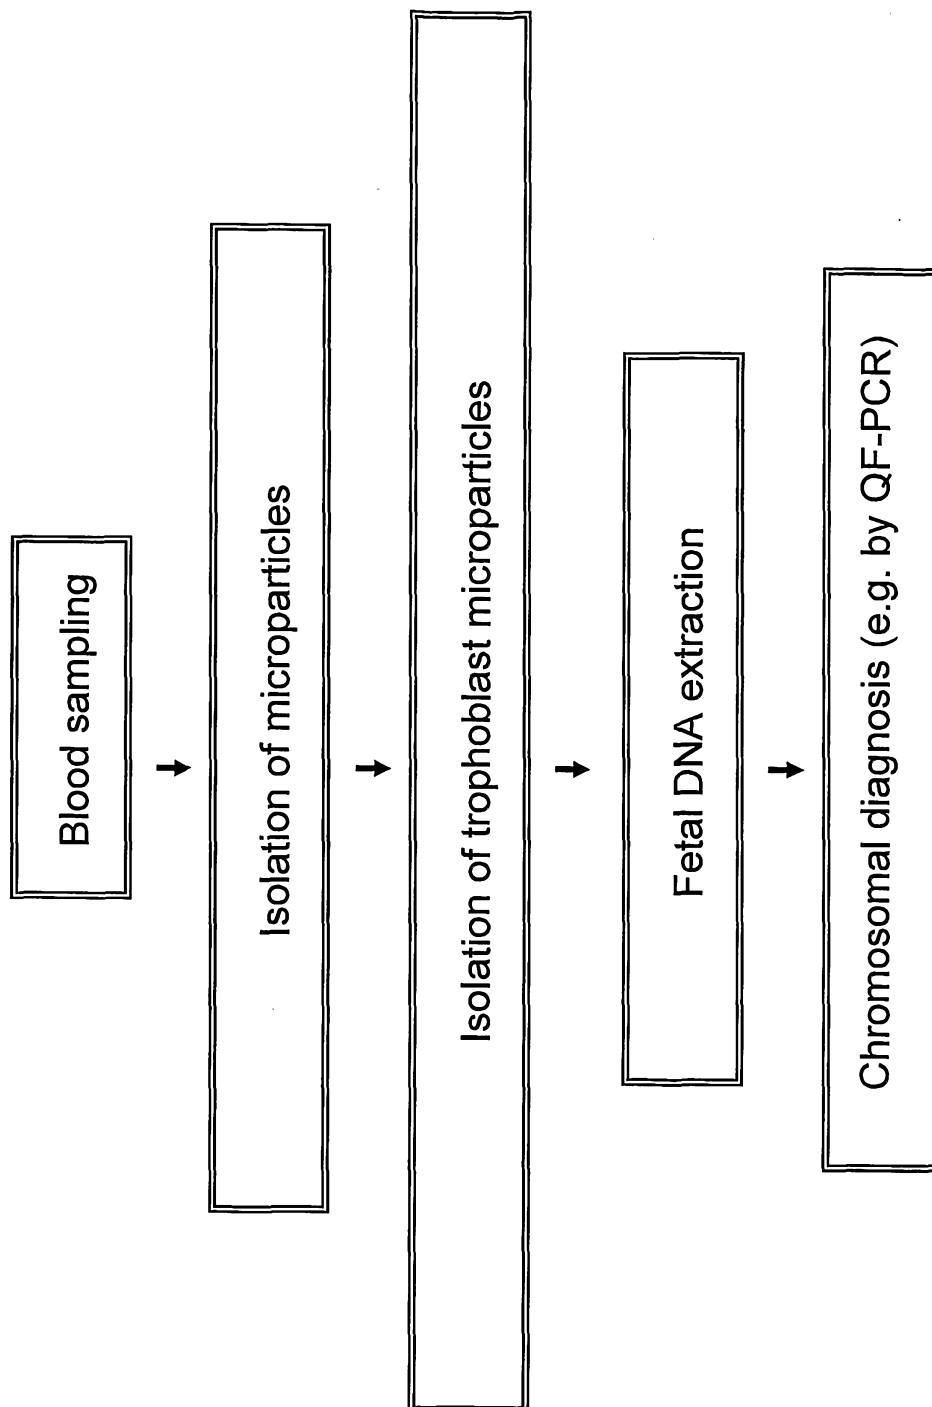 Blood sampling
Isolation of microparticles
Isolation of trophoblast microparticles
Fetal DNA extraction
Chromosomal diagnosis (e.g. by QF-PCR)